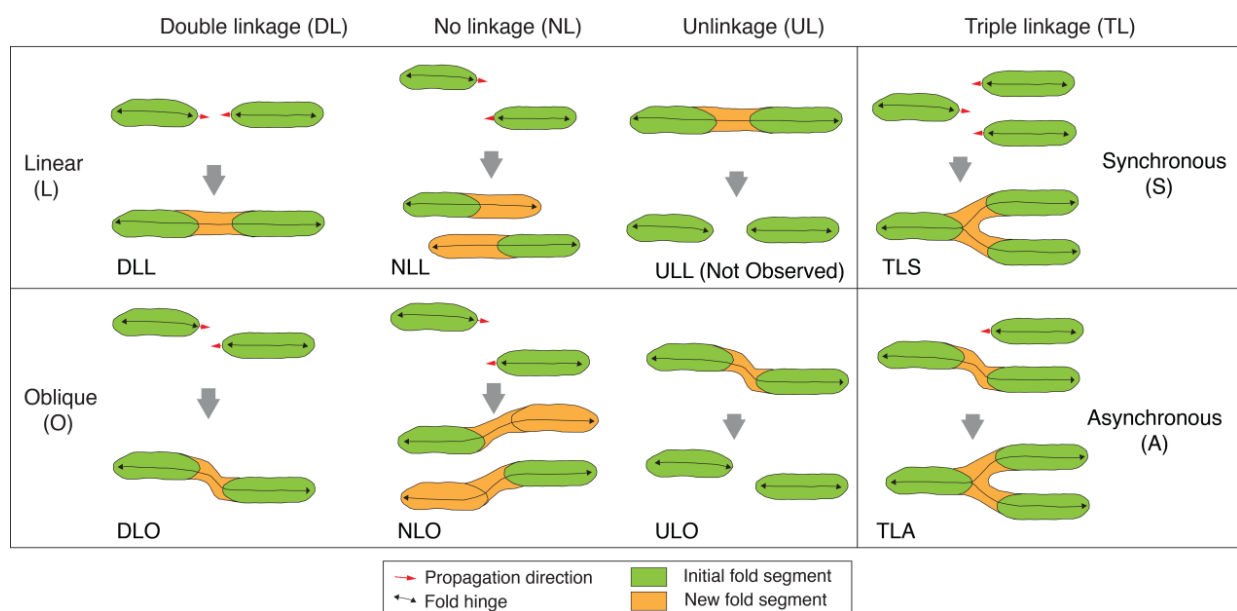 Double linkage (DL)
No linkage (NL)
Unlinkage (UL)
Triple linkage (TL)
Linear
(L)
Synchronous
(S)
DLL
NLL
ULL (Not Observed)
TLS
Oblique
(O)
Asynchronous
(A)
DLO
NLO
ULO
TLA
Propagation direction
Initial fold segment
Fold hinge
New fold segment